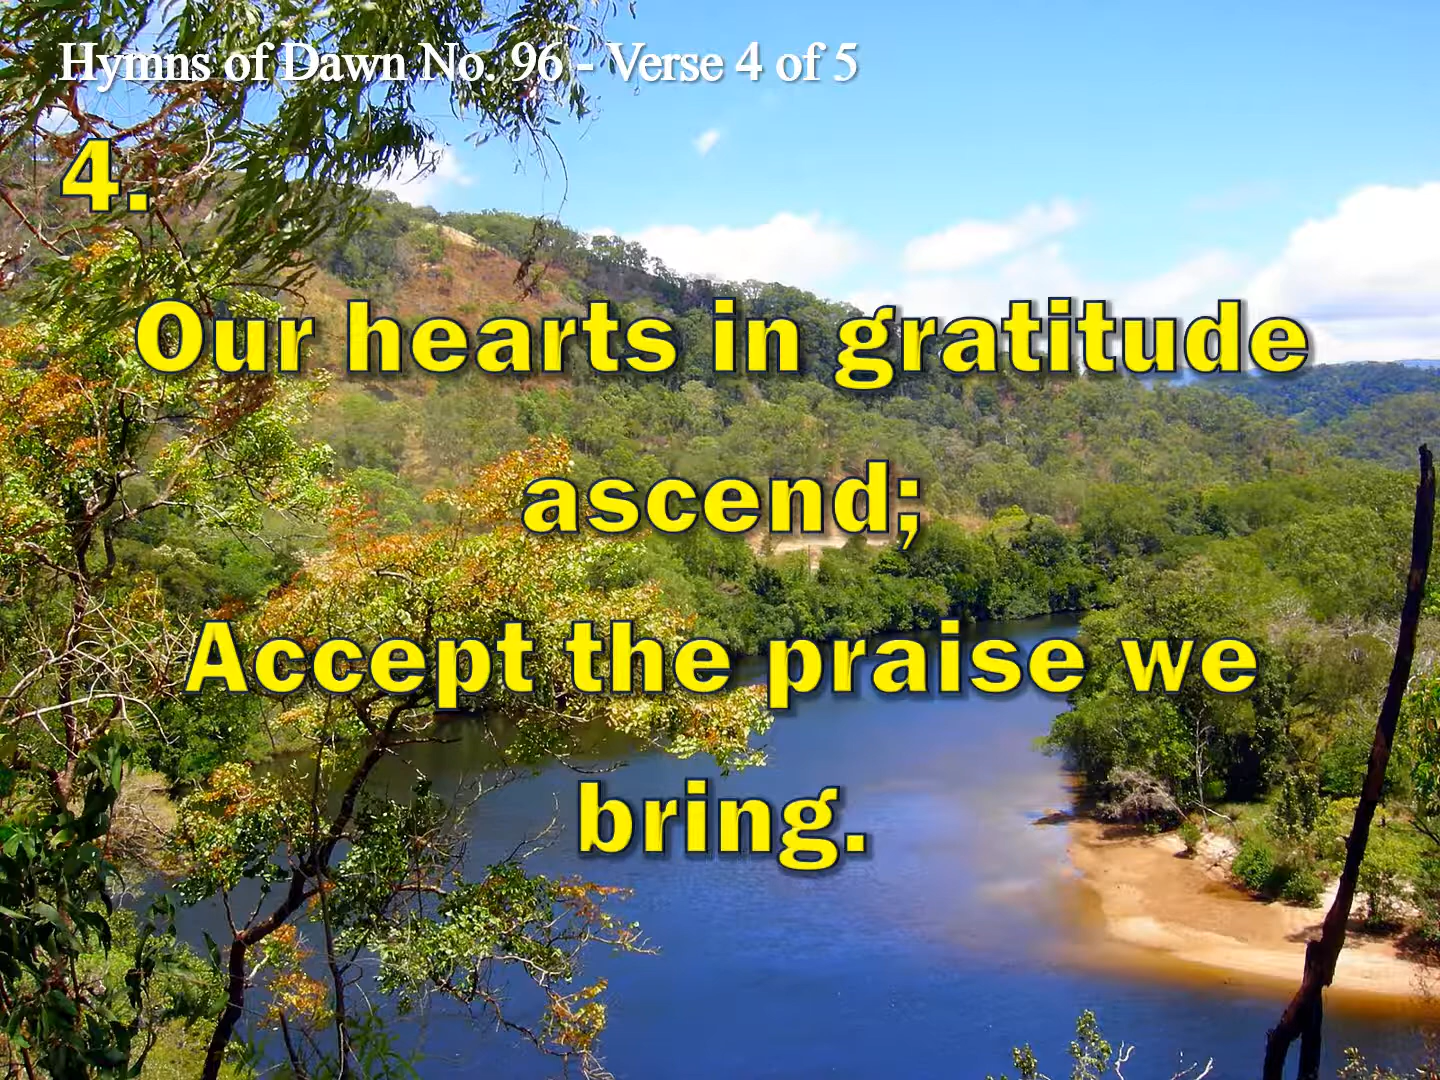 Hymns of Dawn No. 96 - Verse 4 of 5
4.
Our hearts in gratitude
ascend;
Accept the praise we
bring.